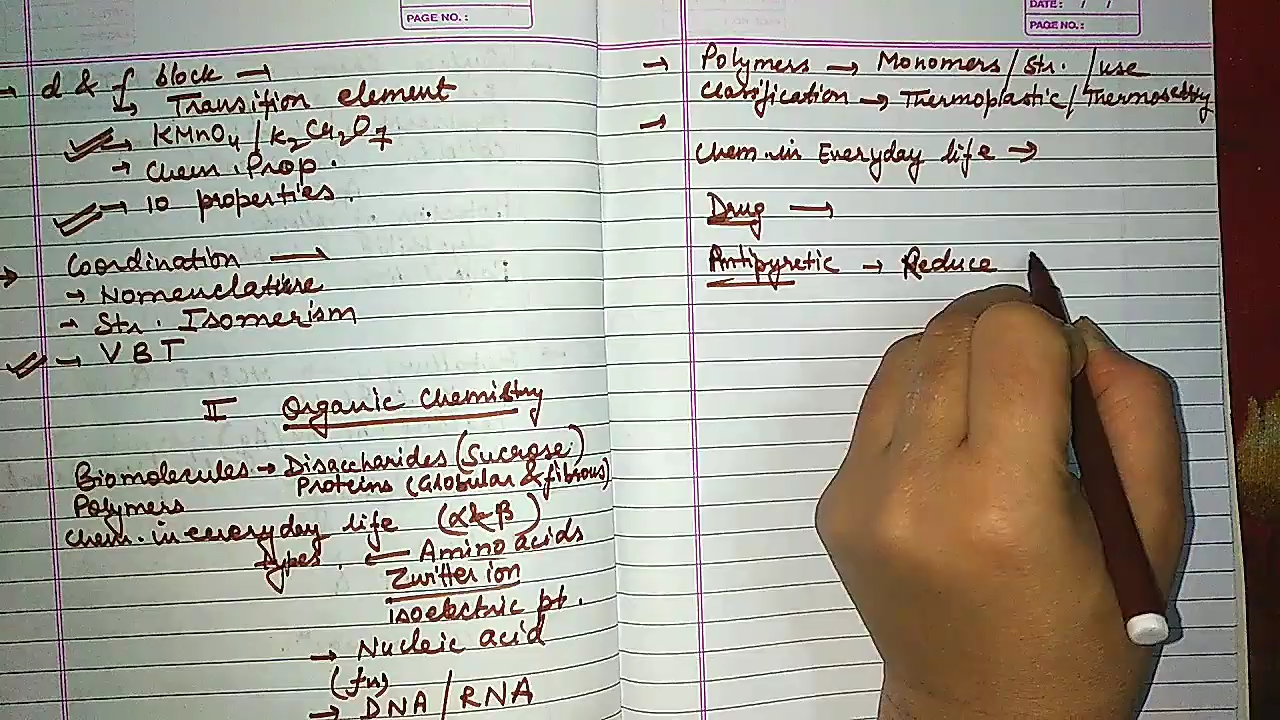 PAGE NO.:
→ d & f block →
↳ Transition element
→ KMnO4 / K2Cr2O7
→ Chem. Prop.
→ 10 properties.
→ Coordination →
→ Nomenclature
→ Str. Isomerism
→ VBT
II Organic Chemistry
Biomolecules → Disaccharides (Sucrose)
Proteins (Globular & fibrous)
Polymers
Chem. in everyday life (α & β)
types. ← Amino acids
Zwitter ion
isoelectric pt.
→ Nucleic acid
(fn)
→ DNA / RNA
DATE: / /
PAGE NO.:
→ Polymers → Monomers / Str. / use
Classification → Thermoplastic / Thermosetting
→
Chem. in Everyday life →
Drug →
Antipyretic → Reduce